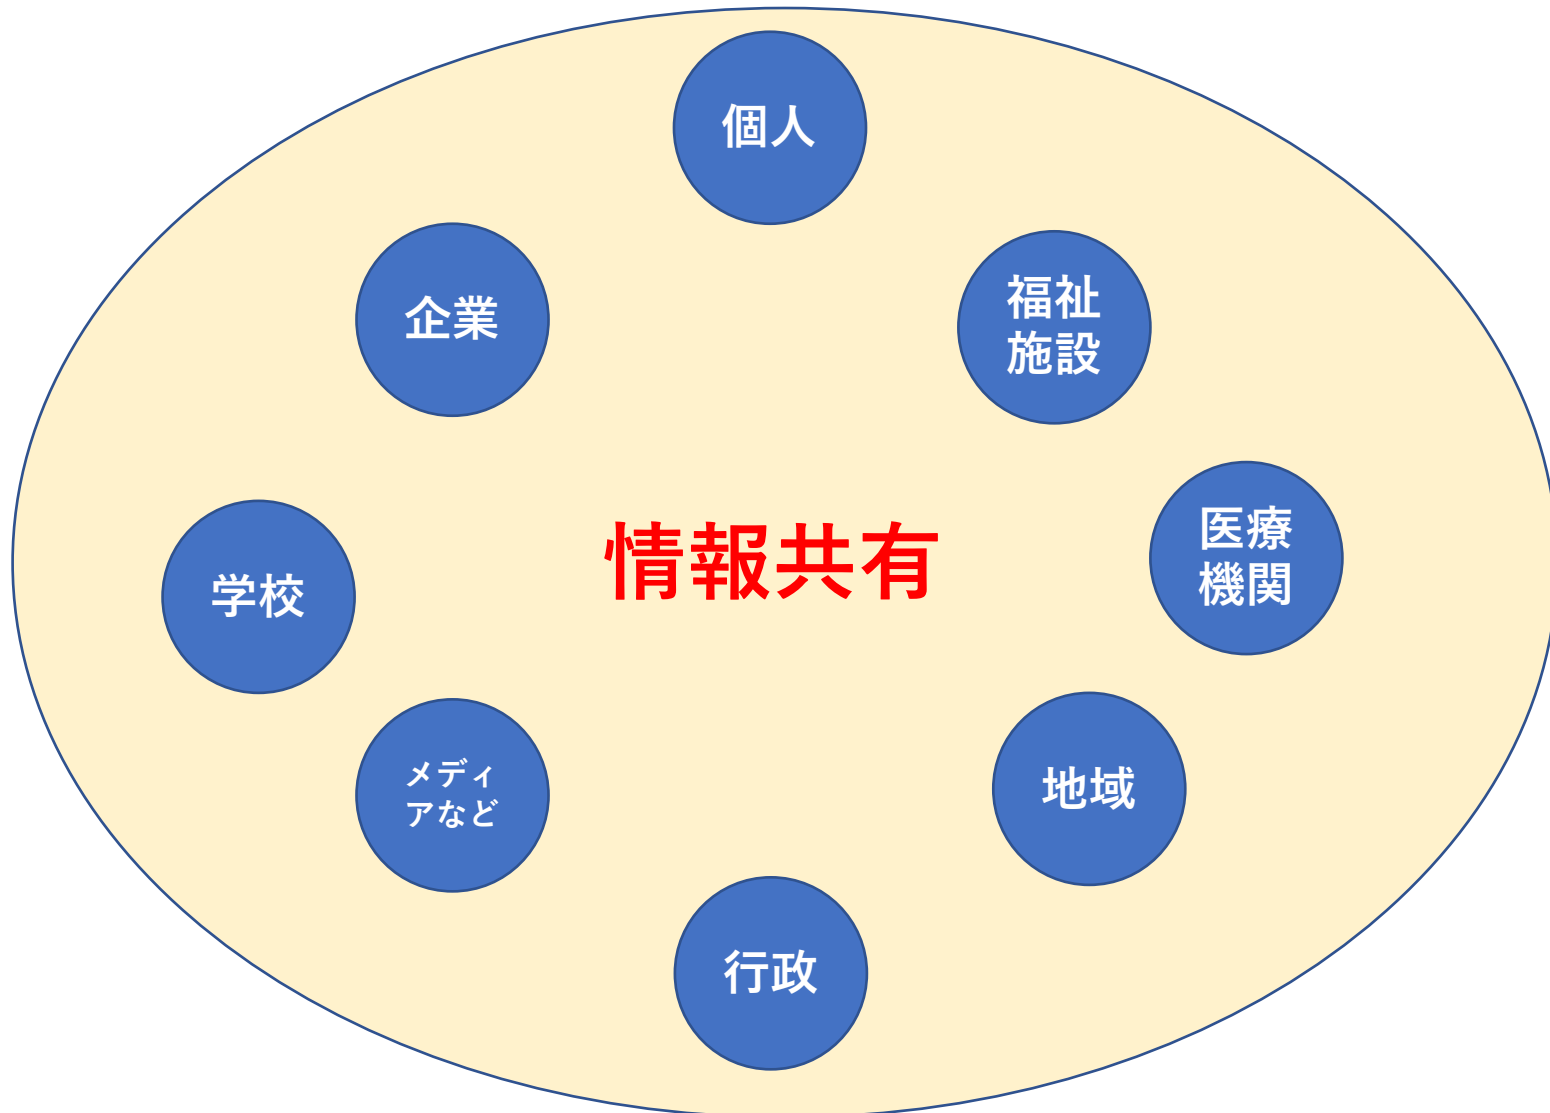 個人
企業
福祉
施設
情報共有
医療
機関
学校
メディ
アなど
地域
行政